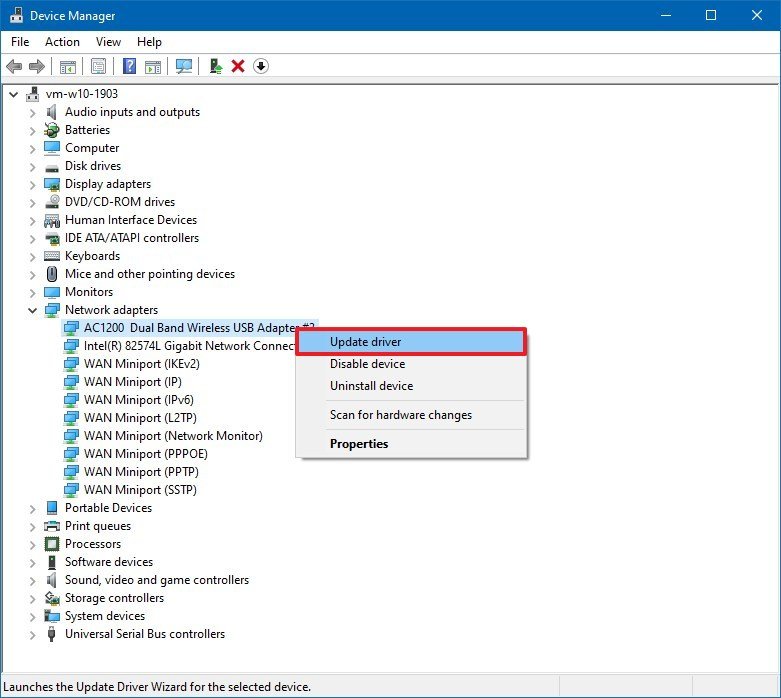 Device Manager
File Action View Help
vm-w10-1903
Audio inputs and outputs
Batteries
Computer
Disk drives
Display adapters
DVD/CD-ROM drives
Human Interface Devices
IDE ATA/ATAPI controllers
Keyboards
Mice and other pointing devices
Monitors
Network adapters
AC1200 Dual Band Wireless USB Adapter #2
Intel(R) 82574L Gigabit Network Connect
WAN Miniport (IKEv2)
WAN Miniport (IP)
WAN Miniport (IPv6)
WAN Miniport (L2TP)
WAN Miniport (Network Monitor)
WAN Miniport (PPPOE)
WAN Miniport (PPTP)
WAN Miniport (SSTP)
Update driver
Disable device
Uninstall device
Scan for hardware changes
Properties
Portable Devices
Print queues
Processors
Software devices
Sound, video and game controllers
Storage controllers
System devices
Universal Serial Bus controllers
Launches the Update Driver Wizard for the selected device.